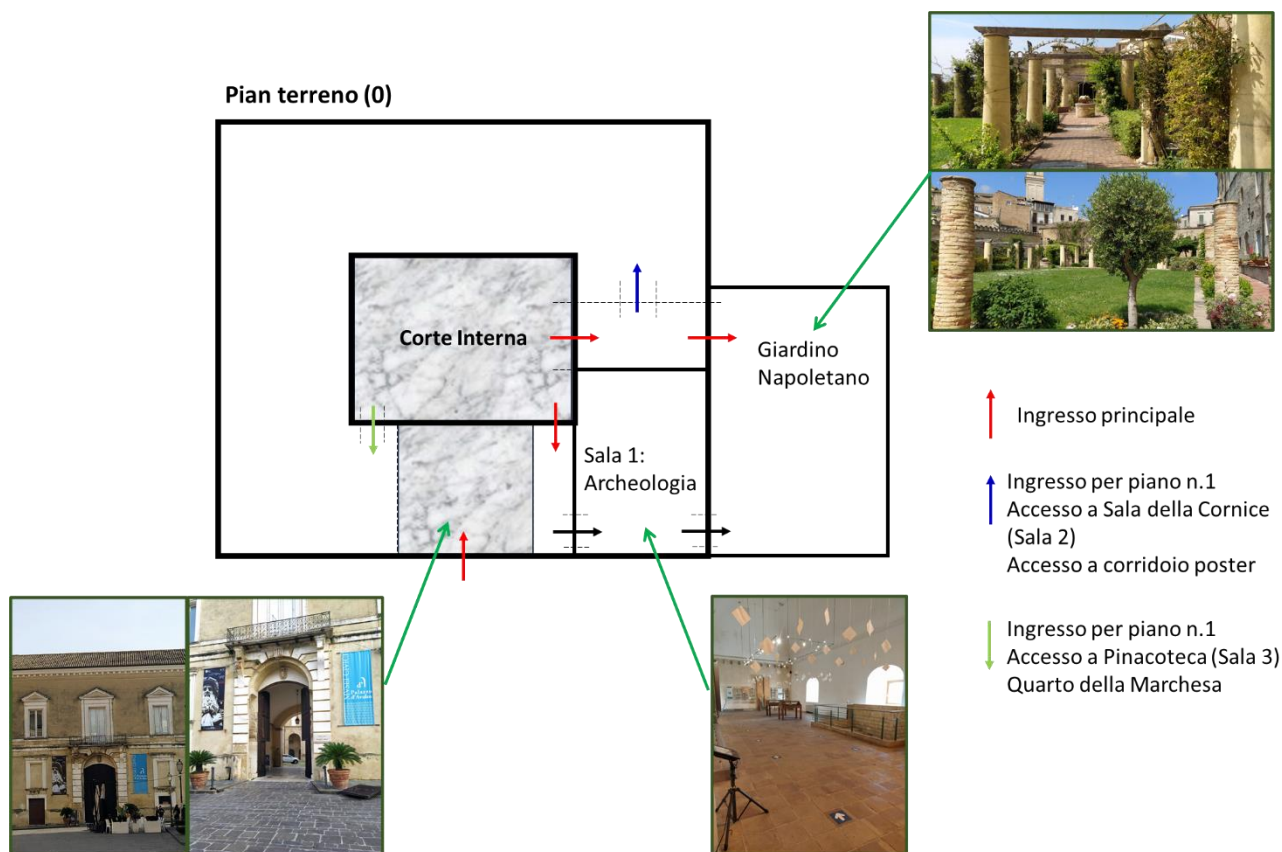 Pian terreno (0)
Corte Interna
Giardino
Napoletano
Sala 1:
Archeologia
Ingresso principale
Ingresso per piano n.1
Accesso a Sala della Cornice
(Sala 2)
Accesso a corridoio poster
Ingresso per piano n.1
Accesso a Pinacoteca (Sala 3)
Quarto della Marchesa